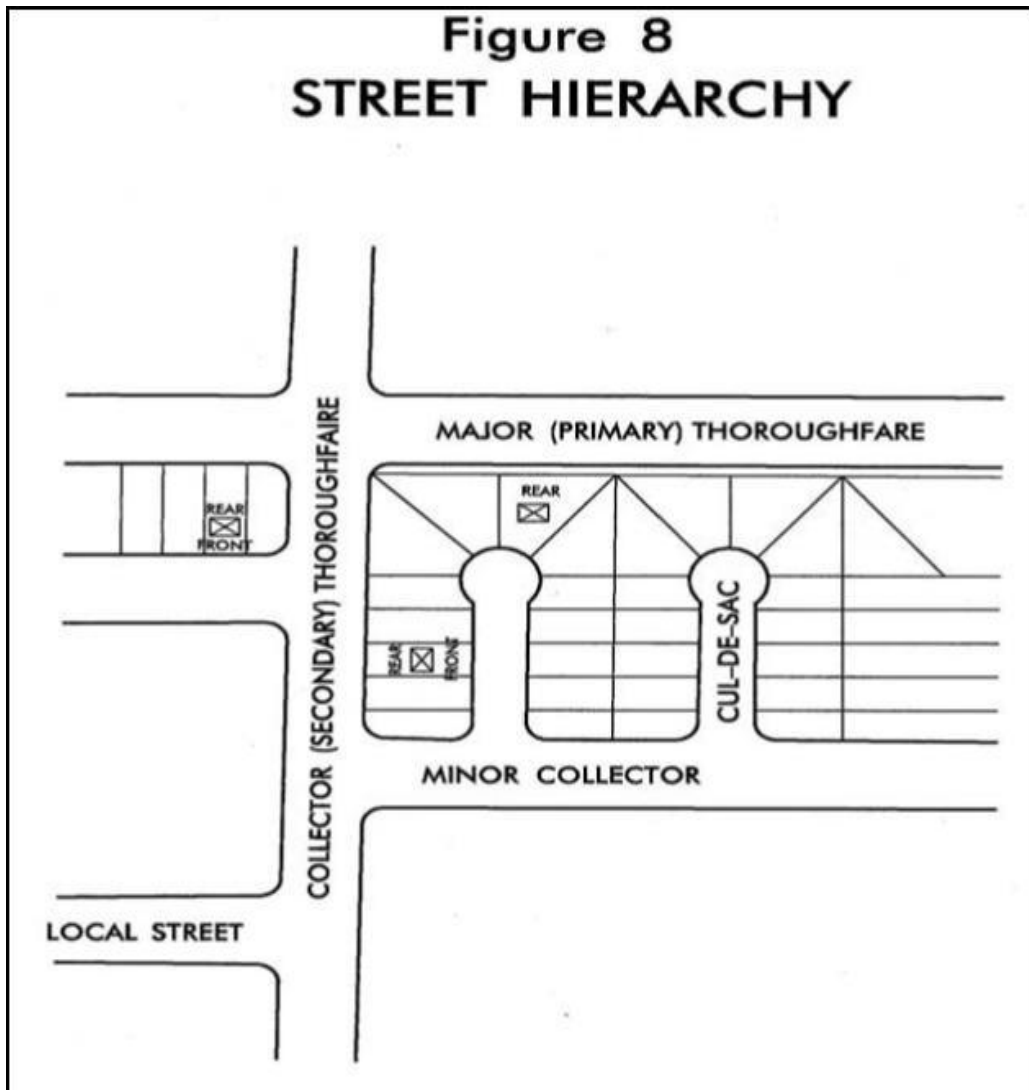 Figure 8
STREET HIERARCHY
MAJOR (PRIMARY) THOROUGHFARE
COLLECTOR (SECONDARY) THOROUGHFAIRE
REAR
FRONT
REAR
REAR
FRONT
CUL-DE-SAC
MINOR COLLECTOR
LOCAL STREET